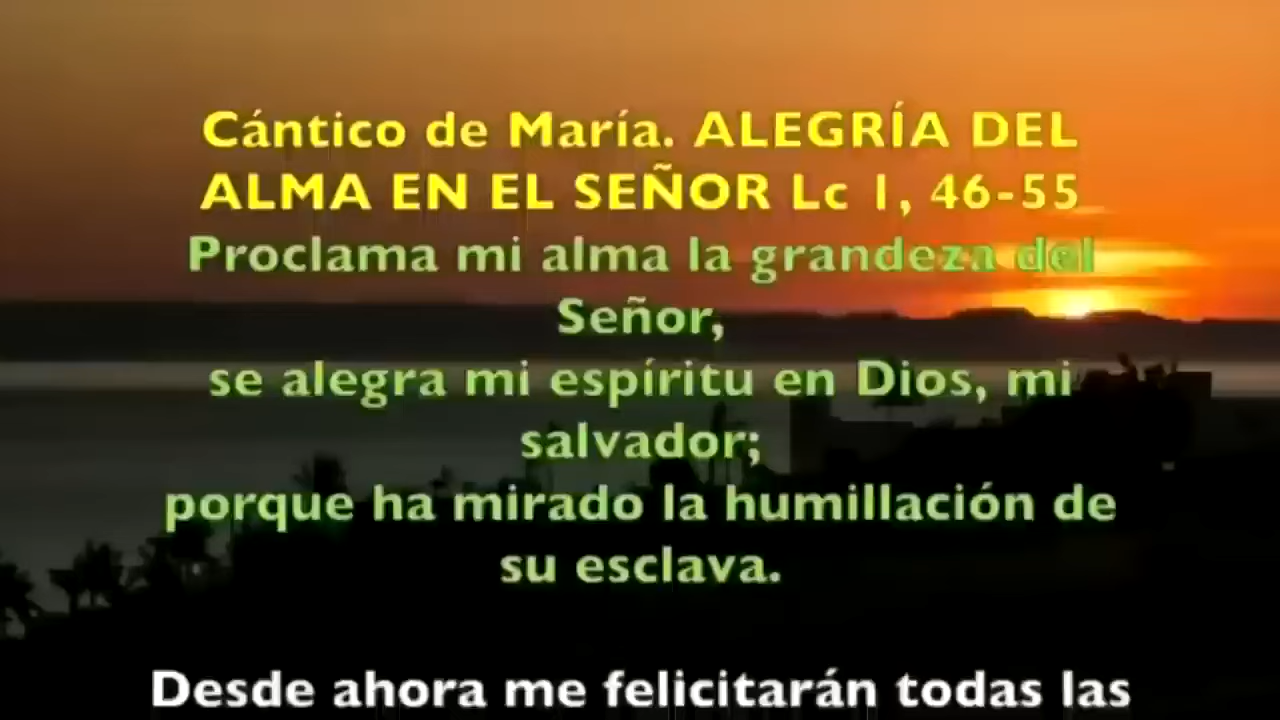 Cántico de María. ALEGRÍA DEL
ALMA EN EL SEÑOR Lc 1, 46-55
Proclama mi alma la grandeza del
Señor,
se alegra mi espíritu en Dios, mi
salvador;
porque ha mirado la humillación de
su esclava.
Desde ahora me felicitarán todas las